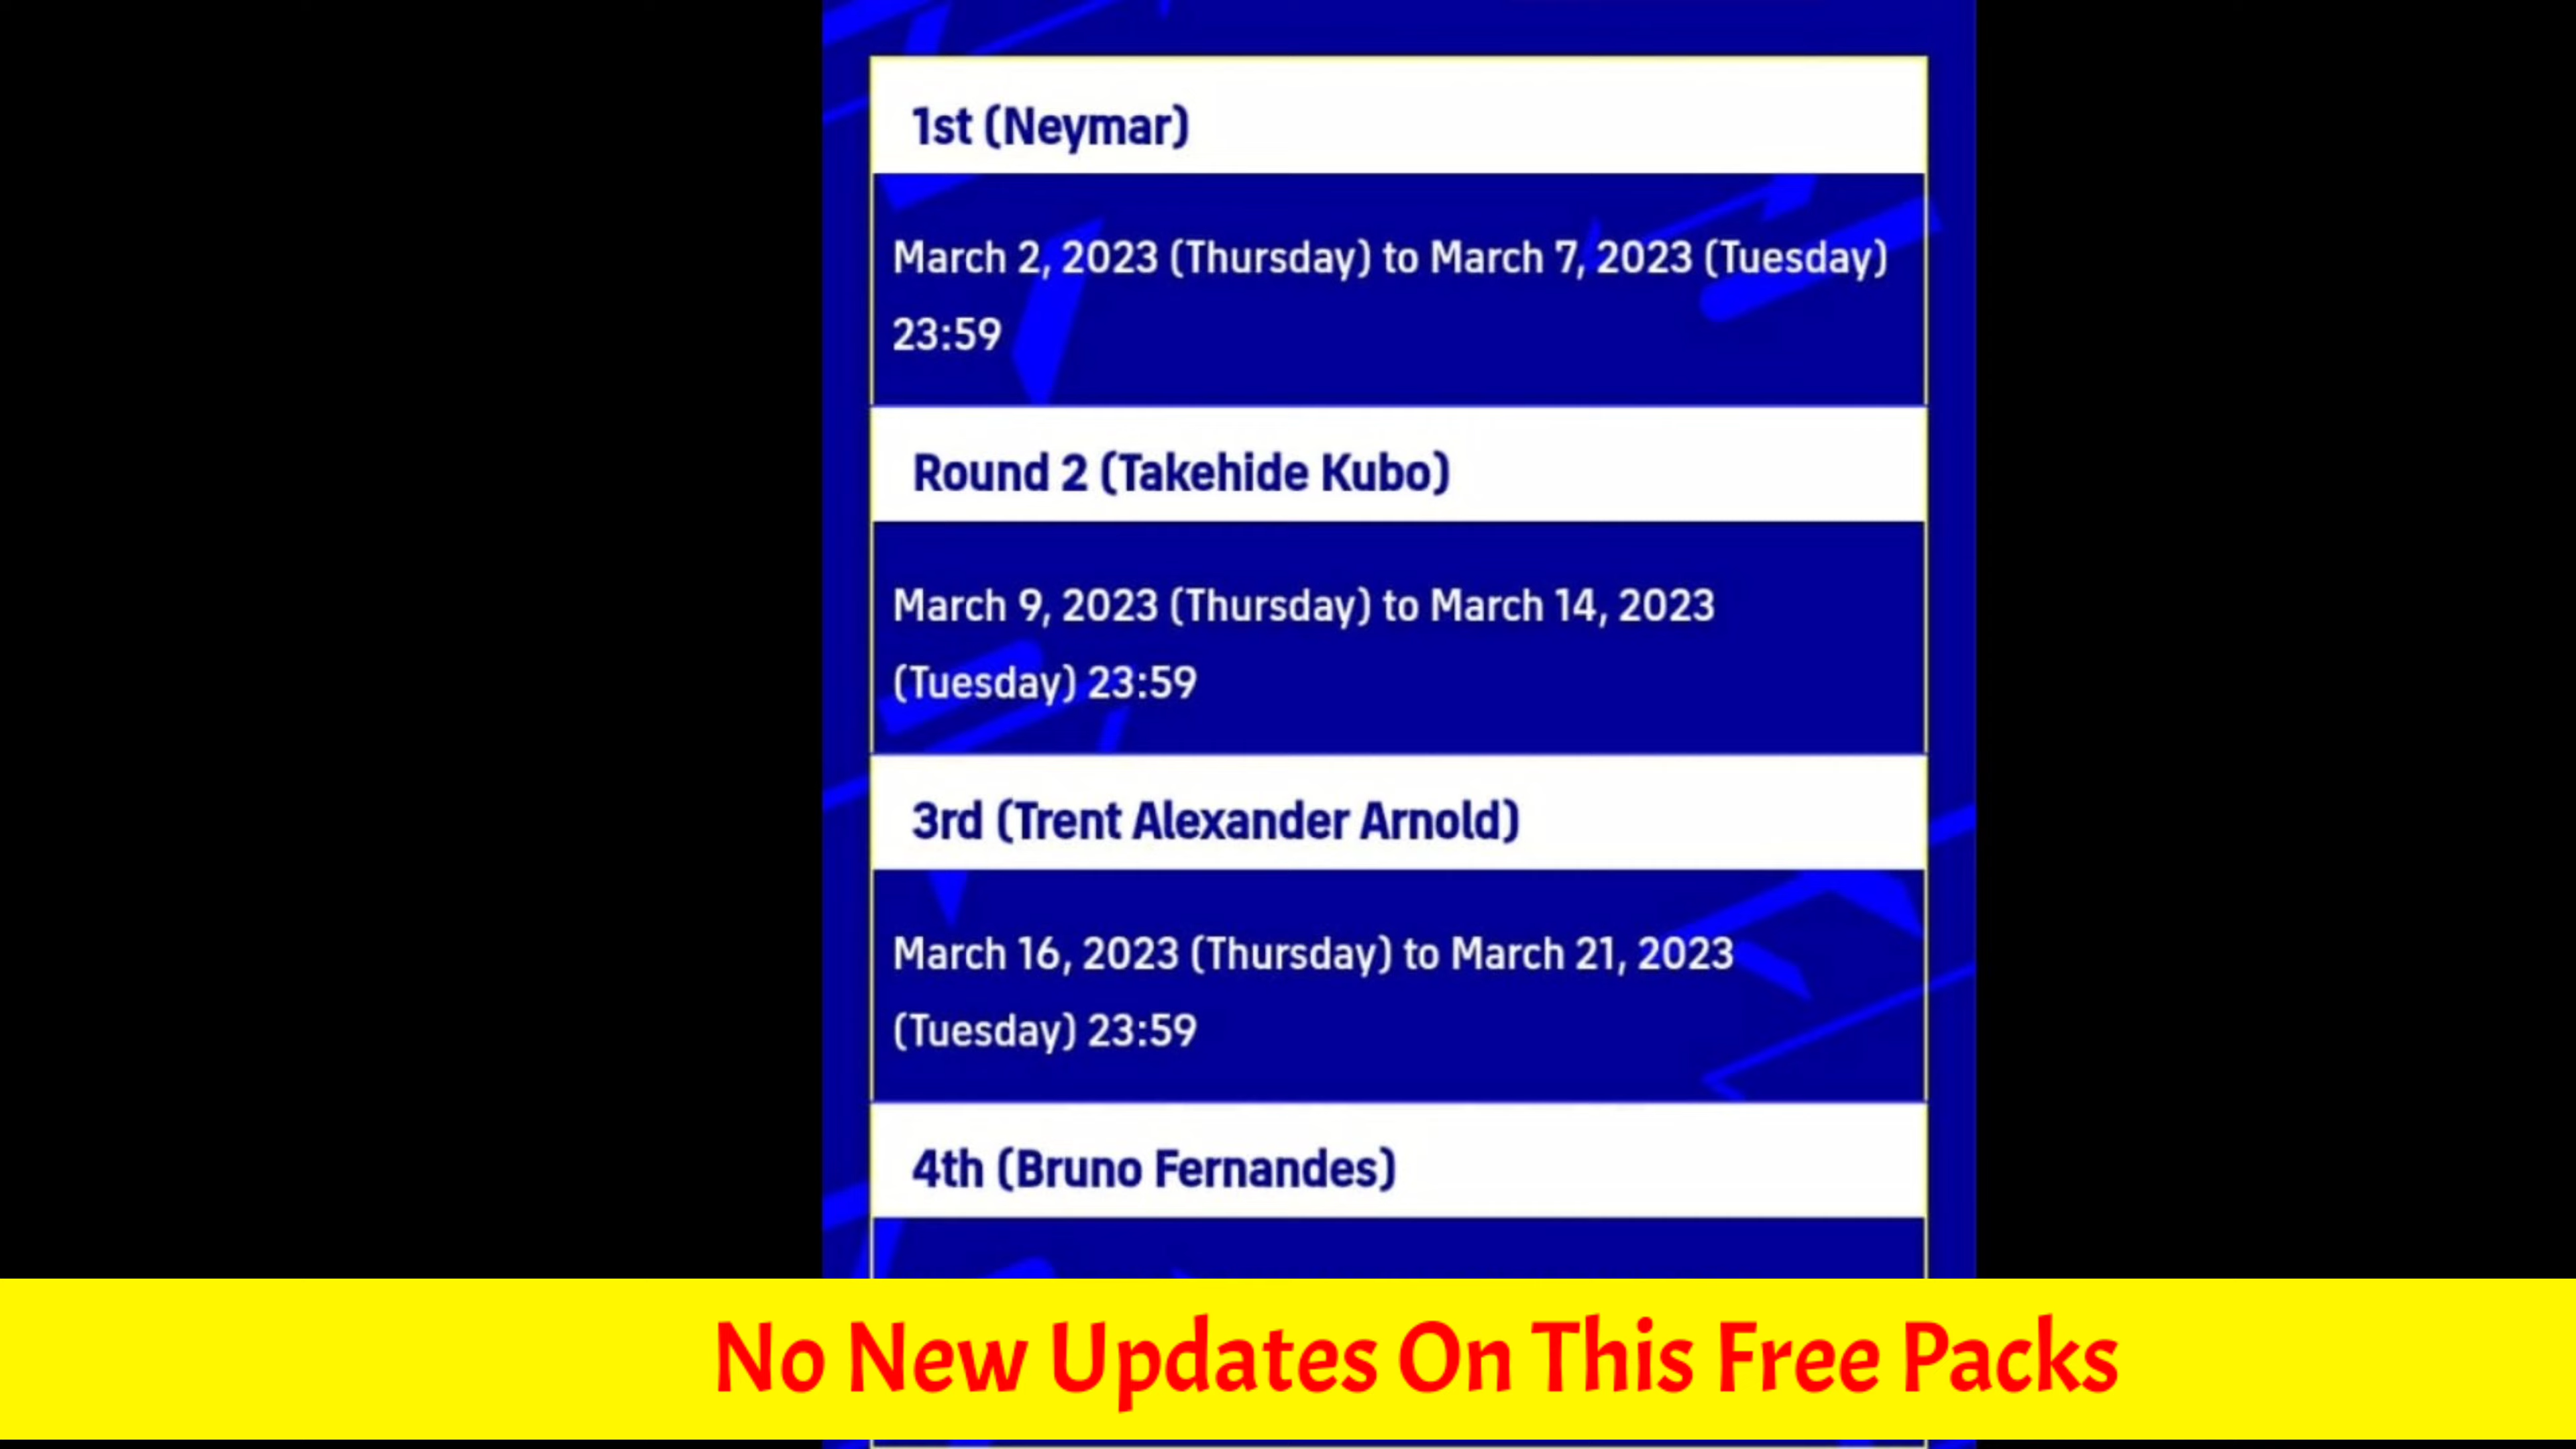 1st (Neymar)
March 2, 2023 (Thursday) to March 7, 2023 (Tuesday)
23:59
Round 2 (Takehide Kubo)
March 9, 2023 (Thursday) to March 14, 2023
(Tuesday) 23:59
3rd (Trent Alexander Arnold)
March 16, 2023 (Thursday) to March 21, 2023
(Tuesday) 23:59
4th (Bruno Fernandes)
No New Updates On This Free Packs